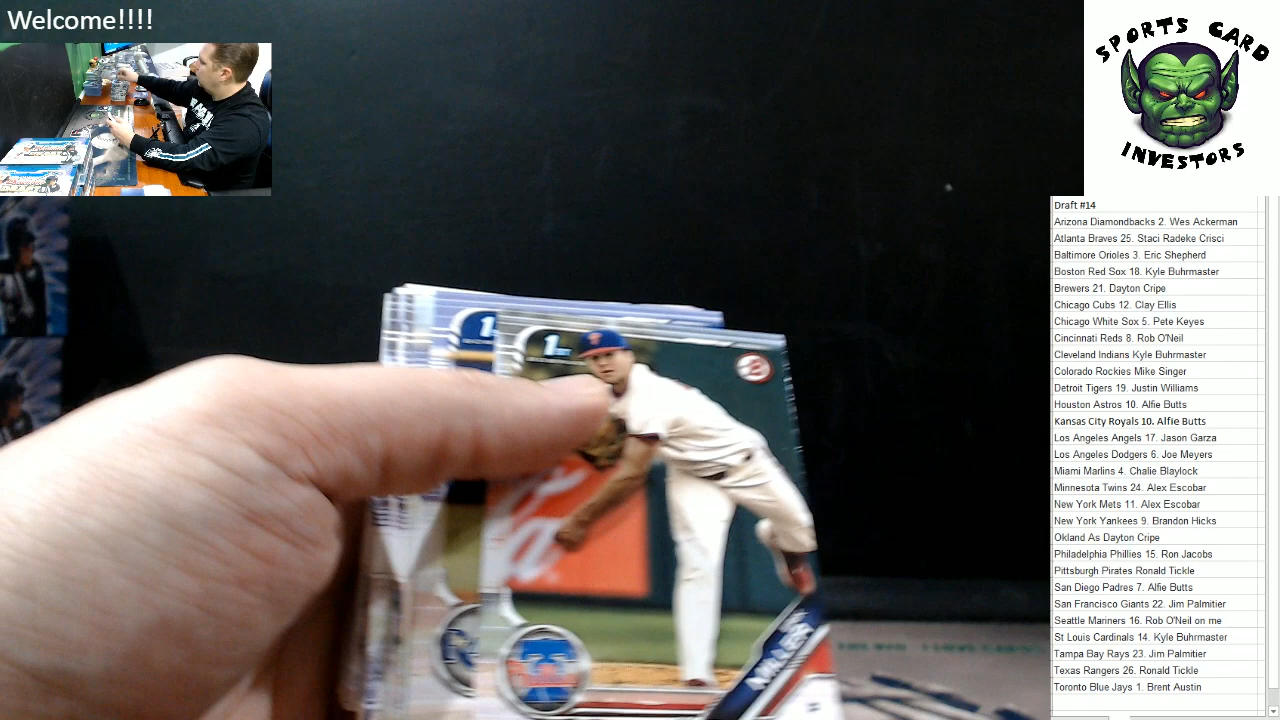 Welcome!!!!
SPORTS CARD
INVESTORS
Draft #14
Arizona Diamondbacks 2. Wes Ackerman
Atlanta Braves 25. Staci Radeke Crisci
Baltimore Orioles 3. Eric Shepherd
Boston Red Sox 18. Kyle Buhrmaster
Brewers 21. Dayton Cripe
Chicago Cubs 12. Clay Ellis
Chicago White Sox 5. Pete Keyes
Cincinnati Reds 8. Rob O'Neil
Cleveland Indians Kyle Buhrmaster
Colorado Rockies Mike Singer
Detroit Tigers 19. Justin Williams
Houston Astros 10. Alfie Butts
Kansas City Royals 10. Alfie Butts
Los Angeles Angels 17. Jason Garza
Los Angeles Dodgers 6. Joe Meyers
Miami Marlins 4. Chalie Blaylock
Minnesota Twins 24. Alex Escobar
New York Mets 11. Alex Escobar
New York Yankees 9. Brandon Hicks
Okland As Dayton Cripe
Philadelphia Phillies 15. Ron Jacobs
Pittsburgh Pirates Ronald Tickle
San Diego Padres 7. Alfie Butts
San Francisco Giants 22. Jim Palmitier
Seattle Mariners 16. Rob O'Neil on me
St Louis Cardinals 14. Kyle Buhrmaster
Tampa Bay Rays 23. Jim Palmitier
Texas Rangers 26. Ronald Tickle
Toronto Blue Jays 1. Brent Austin
1ST